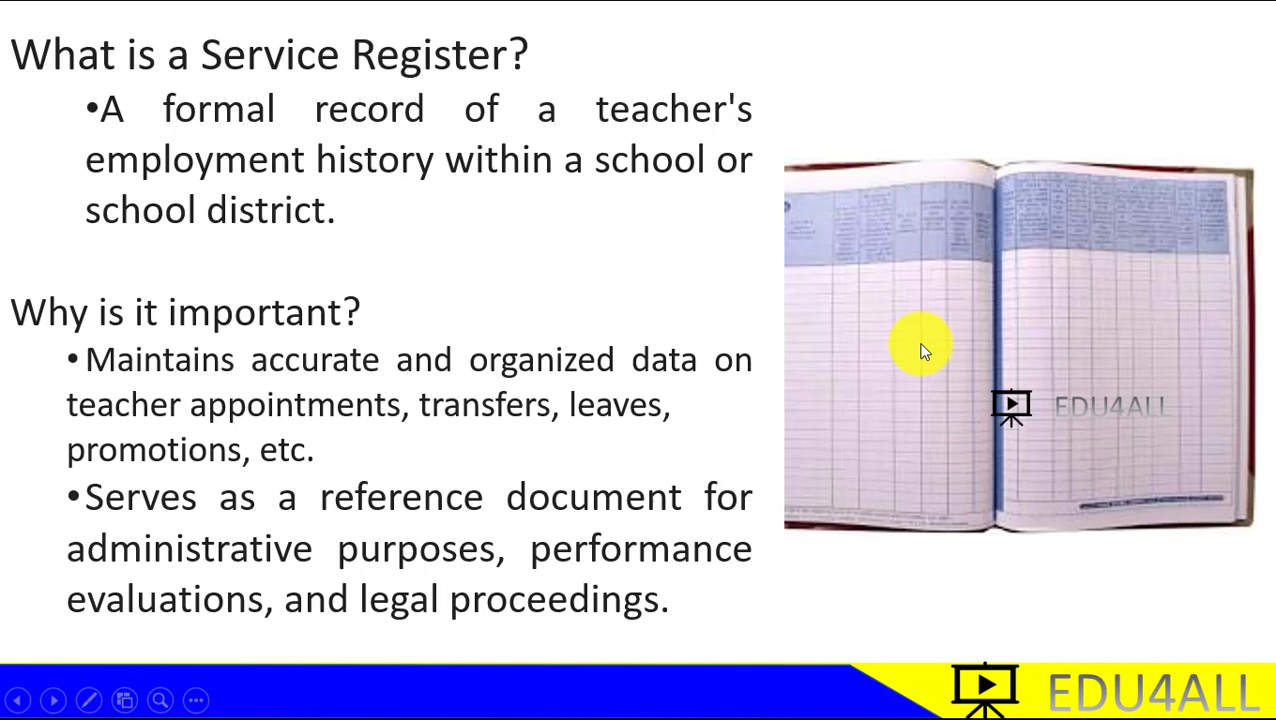 What is a Service Register?
•A formal record of a teacher's
employment history within a school or
school district.
Why is it important?
•Maintains accurate and organized data on
teacher appointments, transfers, leaves,
promotions, etc.
•Serves as a reference document for
administrative purposes, performance
evaluations, and legal proceedings.
EDU4ALL
EDU4ALL